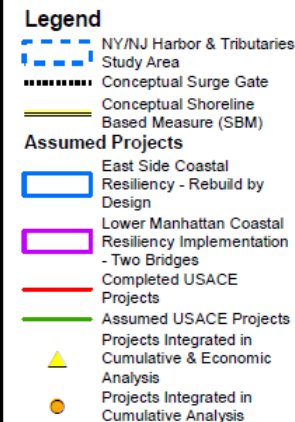 Legend
NY/NJ Harbor & Tributaries
Study Area
Conceptual Surge Gate
Conceptual Shoreline
Based Measure (SBM)
Assumed Projects
East Side Coastal
Resiliency - Rebuild by
Design
Lower Manhattan Coastal
Resiliency Implementation
- Two Bridges
Completed USACE
Projects
Assumed USACE Projects
Projects Integrated in
Cumulative & Economic
Analysis
Projects Integrated in
Cumulative Analysis